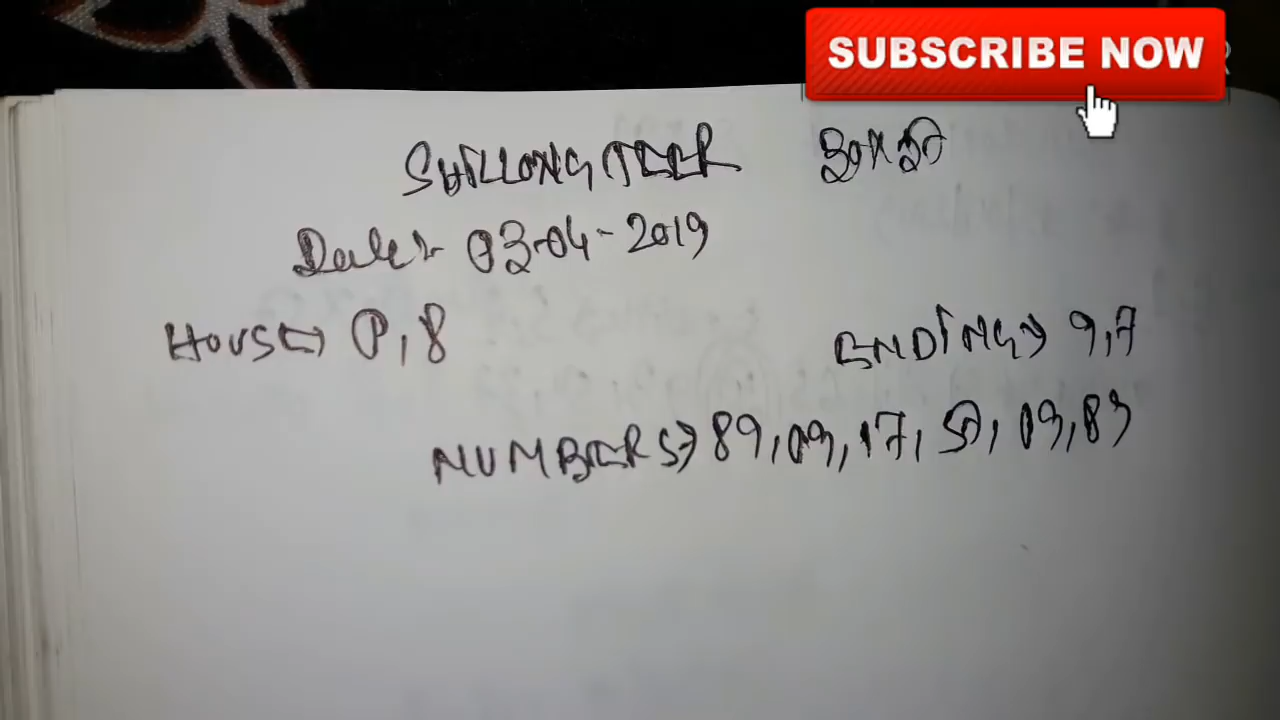 SUBSCRIBE NOW
SHILLONG TEER
Date:- 03-04-2019
HOUSE→ 0,8
ENDING→ 9,7
NUMBERS→ 89, 09, 17, 50, 09, 83